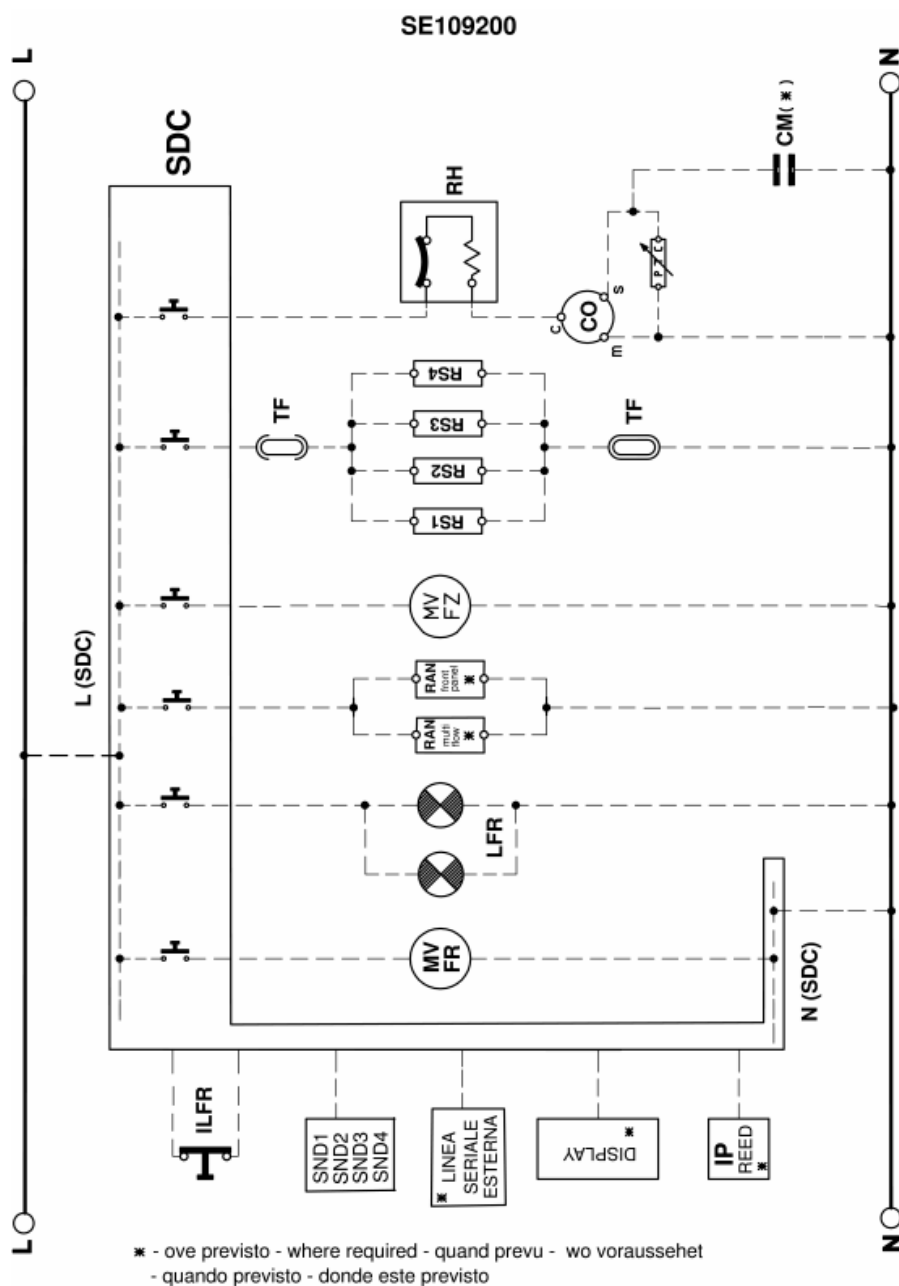 SE109200
L
N
SDC
CM(*)
RH
PTC
CO
c
s
m
TF
RS4
RS3
RS2
RS1
TF
L (SDC)
MV
FZ
RAN
front
panel
*
RAN
multi
flow
*
LFR
MV
FR
N (SDC)
ILFR
SND1
SND2
SND3
SND4
* LINEA
SERIALE
ESTERNA
DISPLAY
*
IP
REED
*
L
N
* - ove previsto - where required - quand prevu - wo voraussehet
- quando previsto - donde este previsto